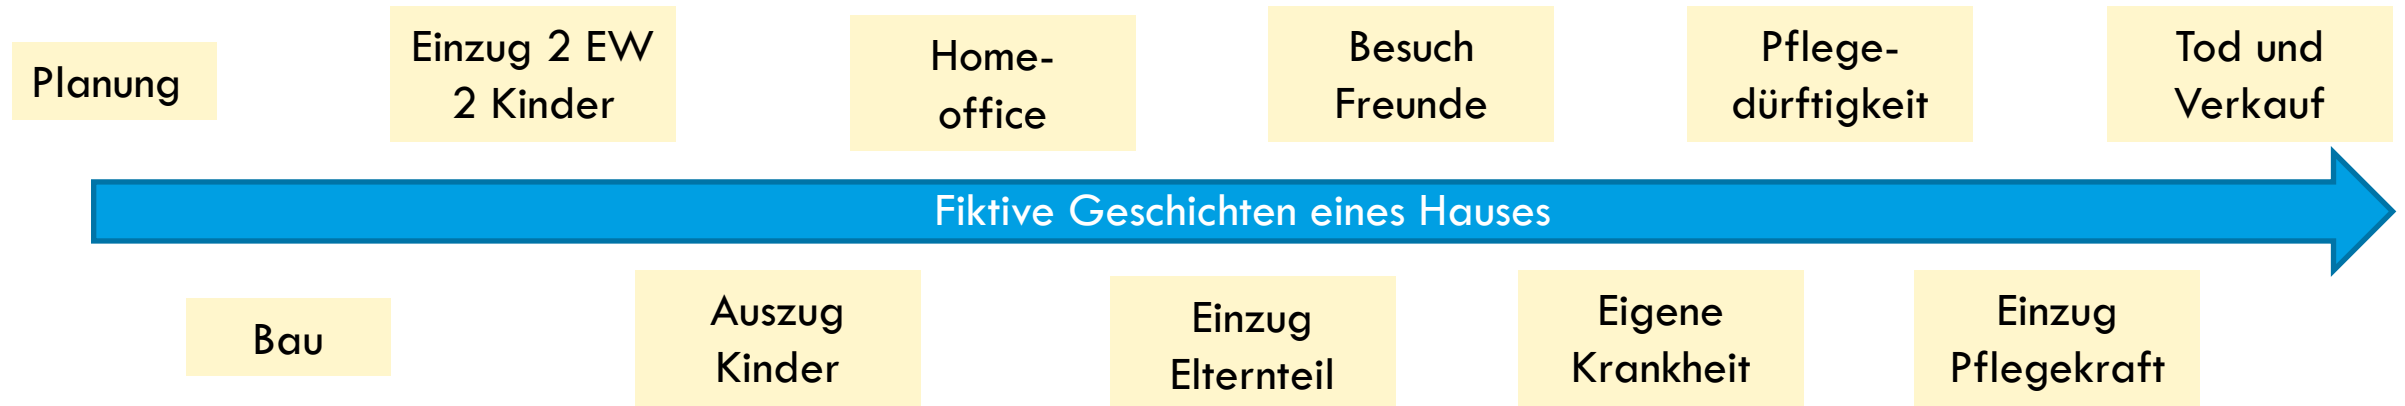 Planung
Einzug 2 EW
2 Kinder
Home-
office
Besuch
Freunde
Pflege-
dürftigkeit
Tod und
Verkauf
Fiktive Geschichten eines Hauses
Bau
Auszug
Kinder
Einzug
Elternteil
Eigene
Krankheit
Einzug
Pflegekraft